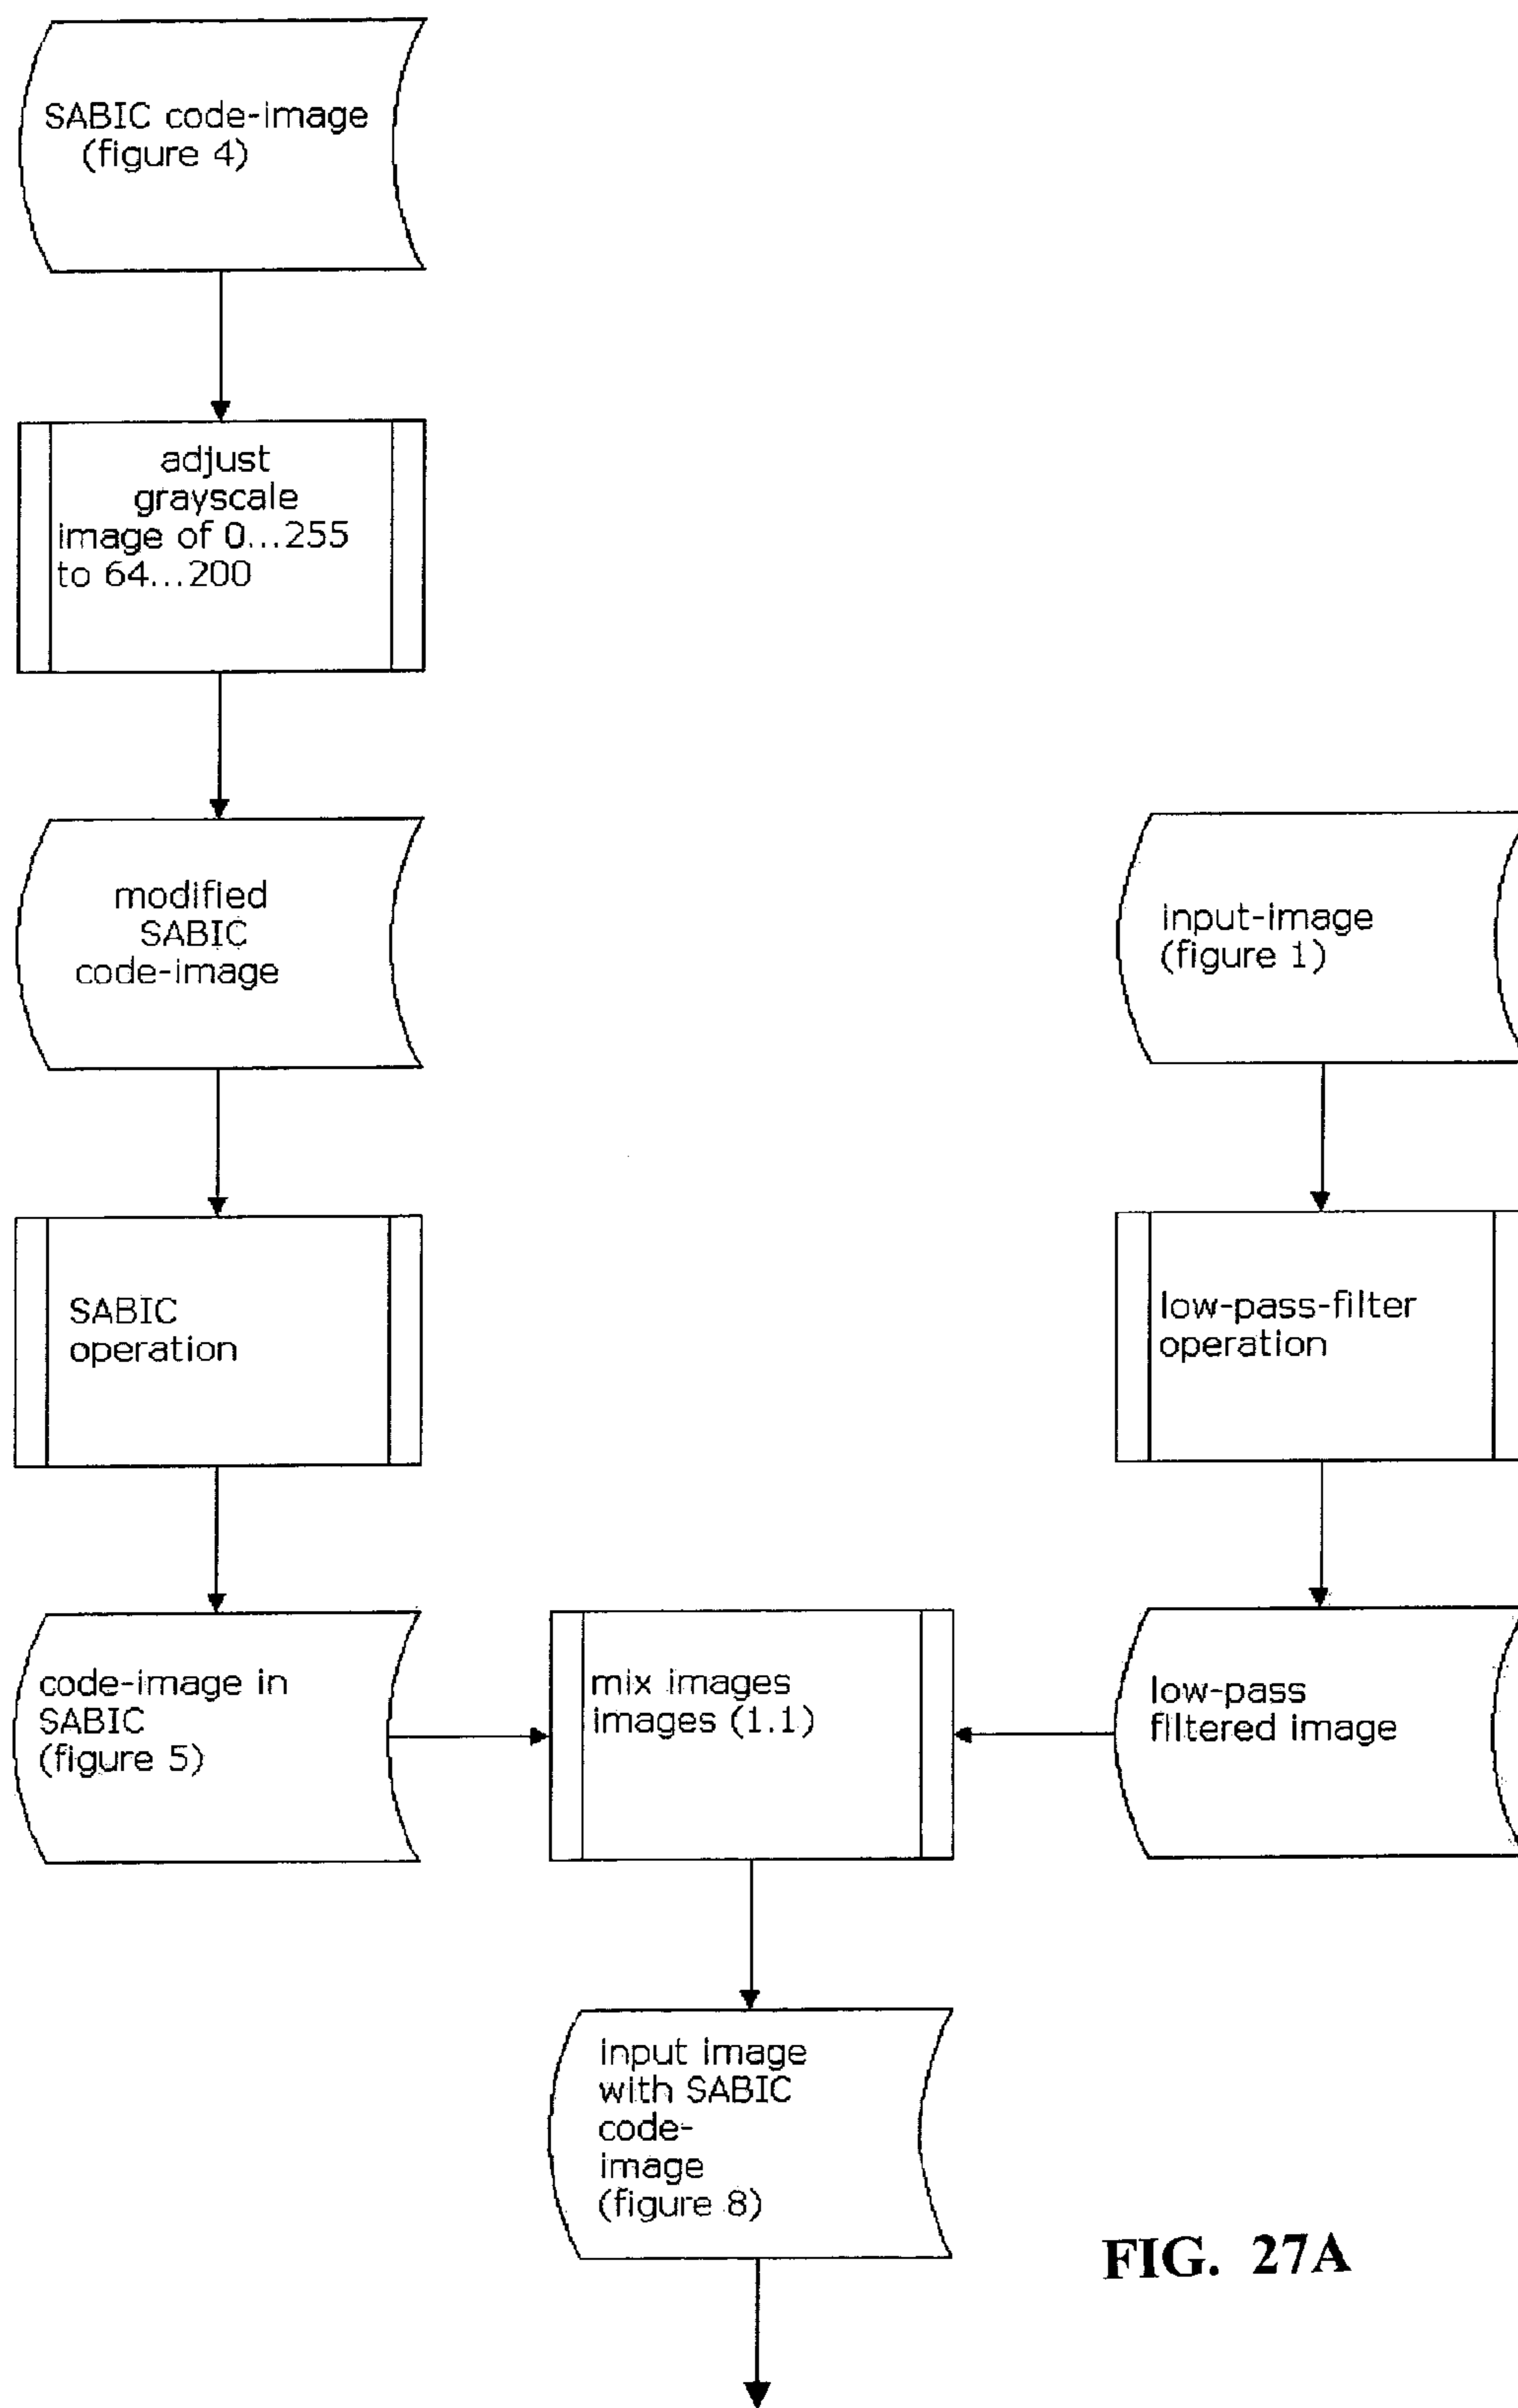 SABIC code-image
(figure 4)
adjust
grayscale
image of 0...255
to 64...200
modified
SABIC
code-image
input-image
(figure 1)
SABIC
operation
low-pass-filter
operation
code-image in
SABIC
(figure 5)
mix images
images (1.1)
low-pass
filtered image
input image
with SABIC
code-
image
(figure 8)
FIG. 27A